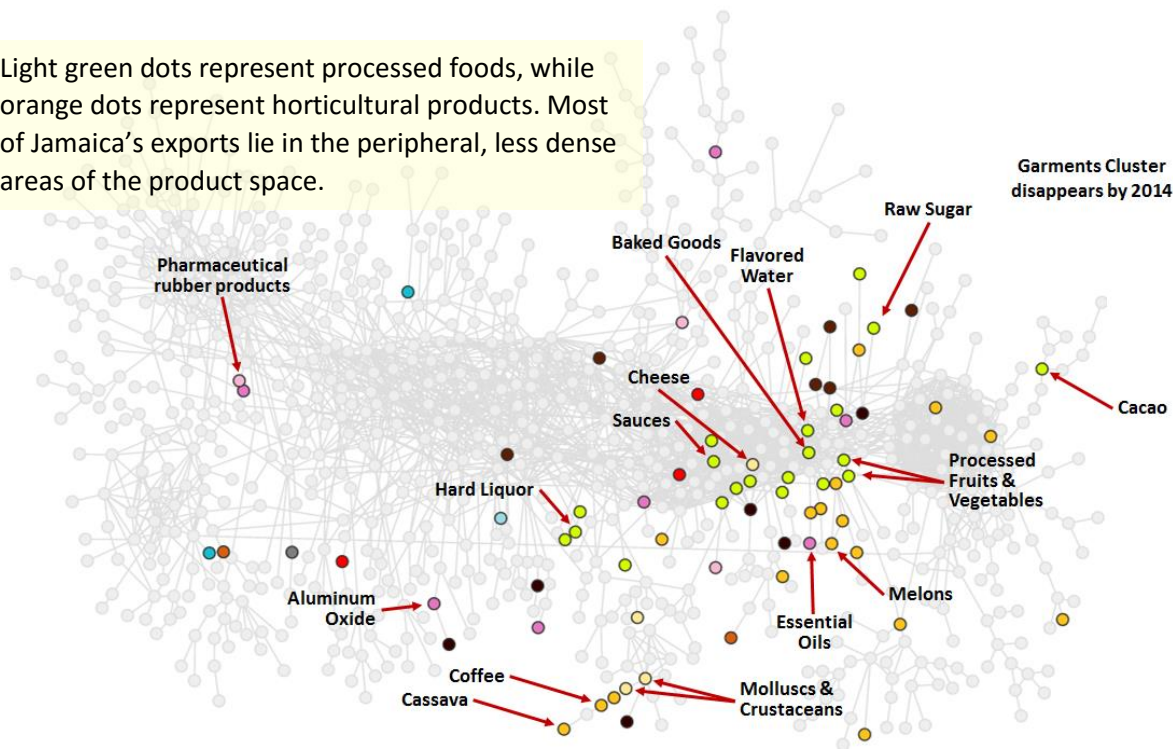 Light green dots represent processed foods, while
orange dots represent horticultural products. Most
of Jamaica's exports lie in the peripheral, less dense
areas of the product space.
Garments Cluster
disappears by 2014
Raw Sugar
Baked Goods
Flavored
Water
Pharmaceutical
rubber products
Cheese
Cacao
Sauces
Processed
Fruits &
Vegetables
Hard Liquor
Aluminum
Oxide
Melons
Essential
Oils
Coffee
Cassava
Molluscs &
Crustaceans